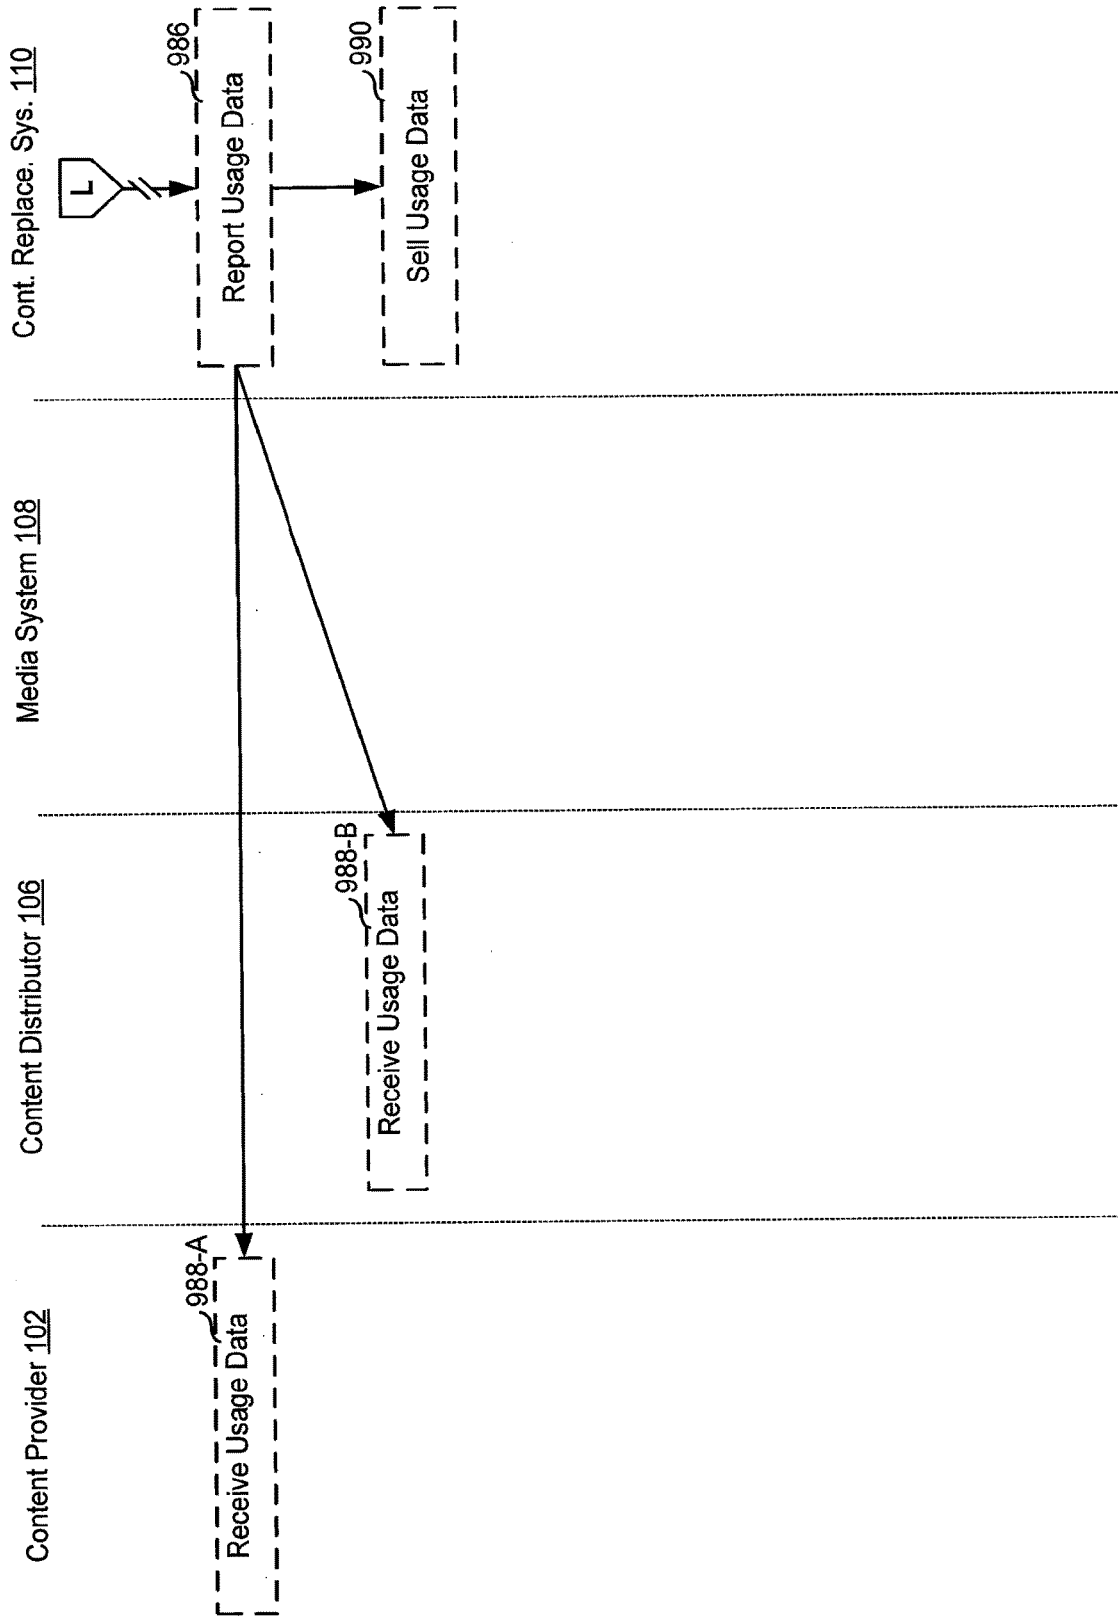 Content Provider 102
Content Distributor 106
Media System 108
Cont. Replace. Sys. 110
L
986
Report Usage Data
988-A
Receive Usage Data
988-B
Receive Usage Data
990
Sell Usage Data